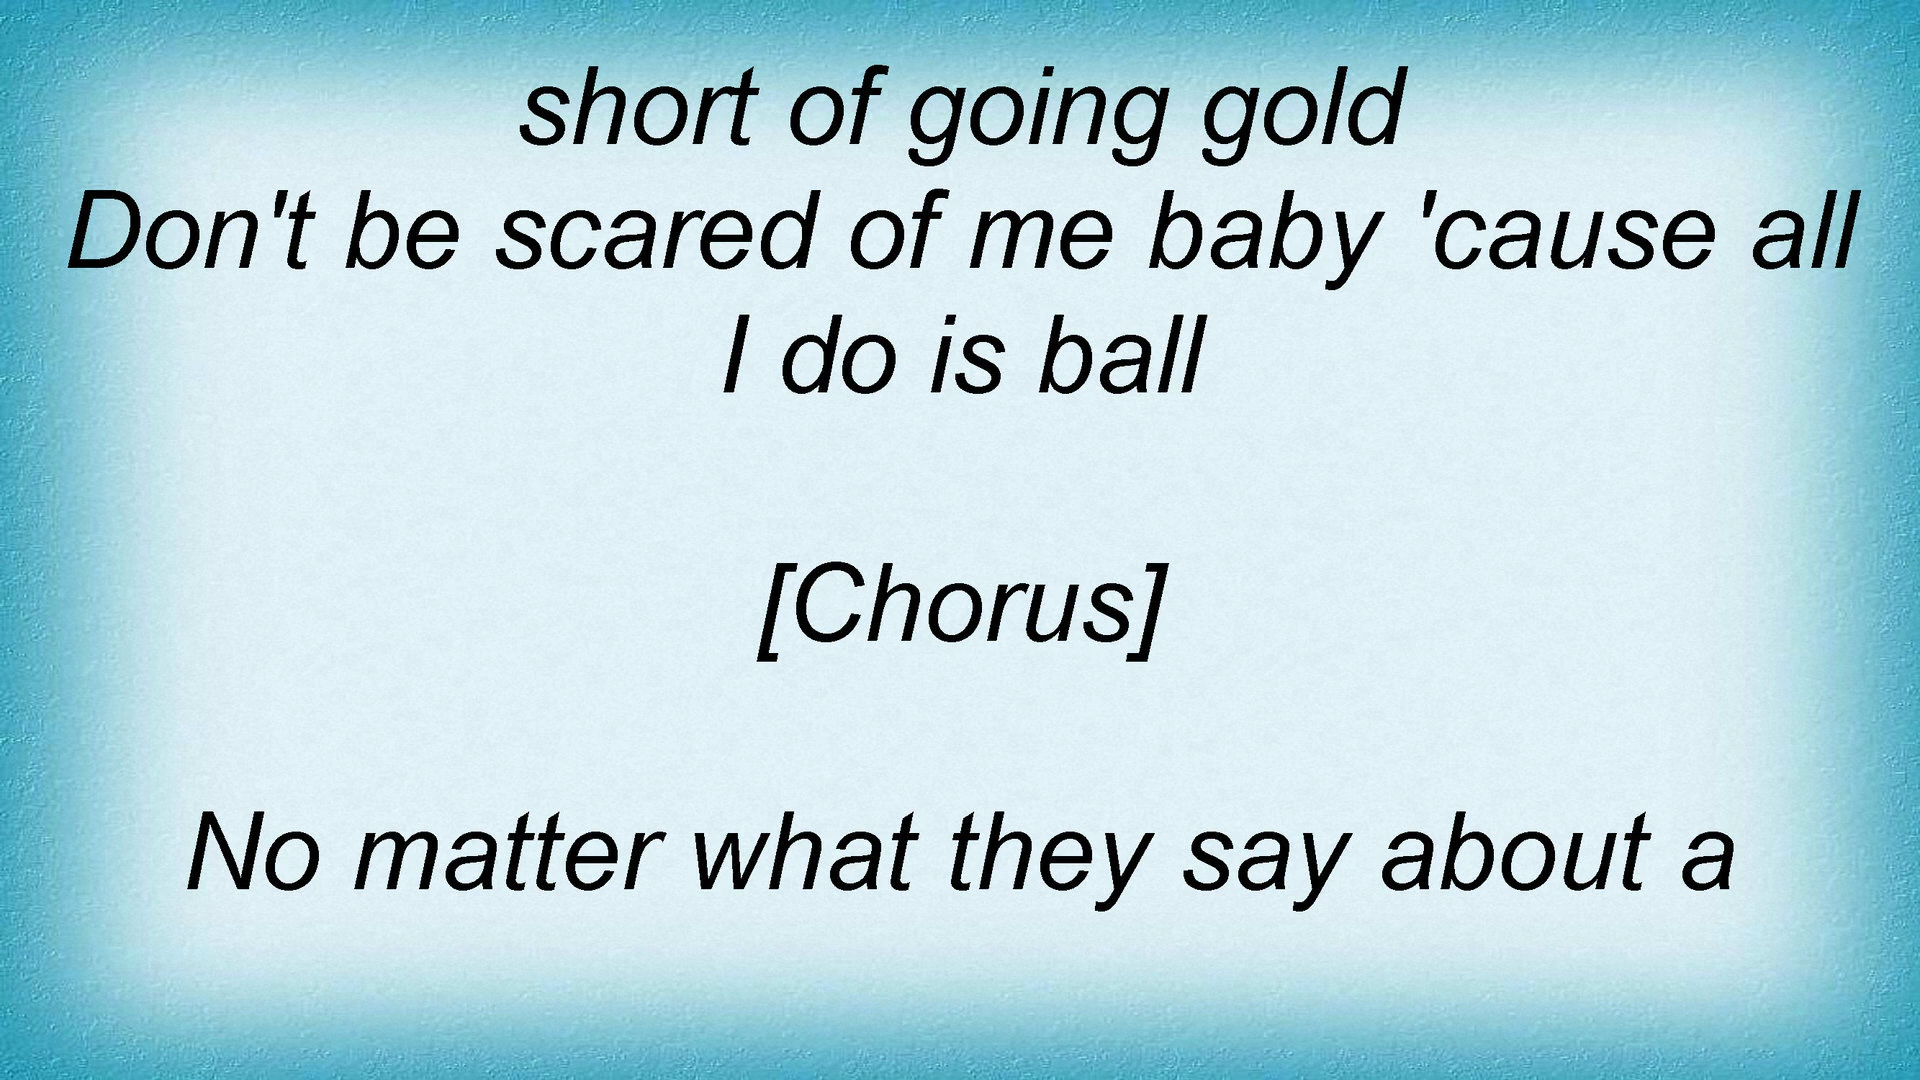 short of going gold
Don't be scared of me baby 'cause all
I do is ball
[Chorus]
No matter what they say about a